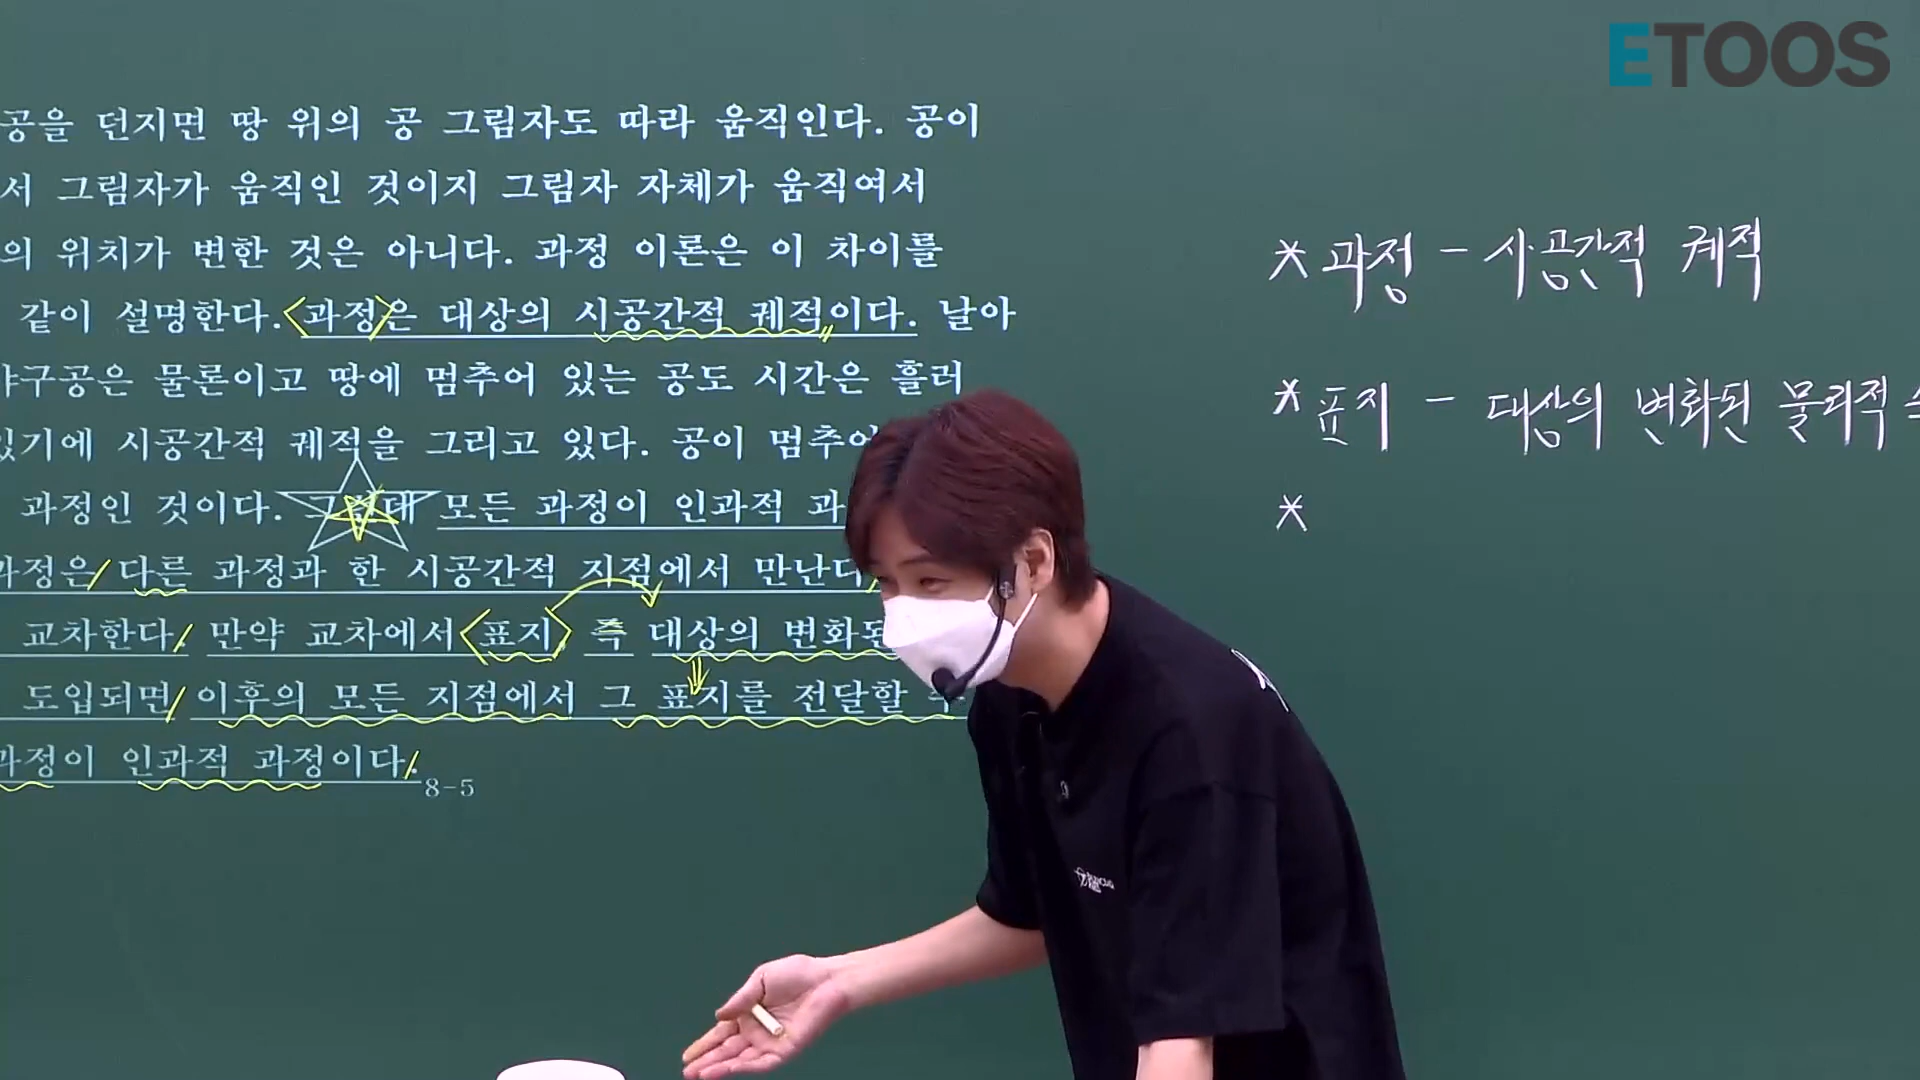 ETOOS
공을 던지면 땅 위의 공 그림자도 따라 움직인다. 공이
서 그림자가 움직인 것이지 그림자 자체가 움직여서
의 위치가 변한 것은 아니다. 과정 이론은 이 차이를
같이 설명한다. <과정>은 대상의 시공간적 궤적이다. 날아
야구공은 물론이고 땅에 멈추어 있는 공도 시간은 흘러
있기에 시공간적 궤적을 그리고 있다. 공이 멈추어
과정인 것이다. 그런데 모든 과정이 인과적 과
과정은/ 다른 과정과 한 시공간적 지점에서 만난다
교차한다/. 만약 교차에서 <표지>, 즉 대상의 변화된
도입되면/ 이후의 모든 지점에서 그 표지를 전달할 수
과정이 인과적 과정이다/.
8-5
* 과정 - 시공간적 궤적
* 표지 - 대상의 변화된 물리적
*